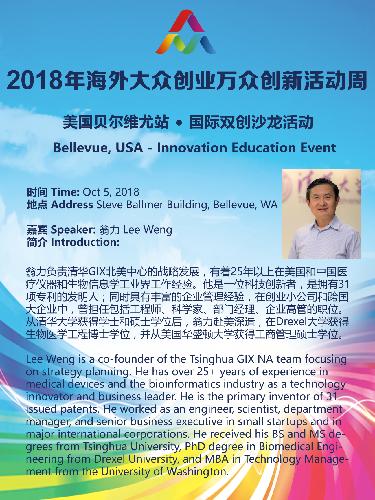 2018年海外大众创业万众创新活动周
美国贝尔维尤站 • 国际双创沙龙活动
Bellevue, USA - Innovation Education Event
时间 Time: Oct 5, 2018
地点 Address Steve Ballmer Building, Bellevue, WA
嘉宾 Speaker: 翁力 Lee Weng
简介 Introduction:
翁力负责清华GIX北美中心的战略发展，有着25年以上在美国和中国医
疗仪器和生物信息学工业界工作经验。他是一位科技创新者，是拥有31
项专利的发明人；同时具有丰富的企业管理经验，在创业小公司和跨国
大企业中，曾担任包括工程师、科学家、部门经理、企业高管的职位。
从清华大学获得学士和硕士学位后，翁力赴美深造，在Drexel大学获得
生物医学工程博士学位，并从美国华盛顿大学获得工商管理硕士学位。
Lee Weng is a co-founder of the Tsinghua GIX NA team focusing
on strategy planning. He has over 25+ years of experience in
medical devices and the bioinformatics industry as a technology
innovator and business leader. He is the primary inventor of 31
issued patents. He worked as an engineer, scientist, department
manager, and senior business executive in small startups and in
major international corporations. He received his BS and MS de-
grees from Tsinghua University, PhD degree in Biomedical Engi-
neering from Drexel University, and MBA in Technology Manage-
ment from the University of Washington.